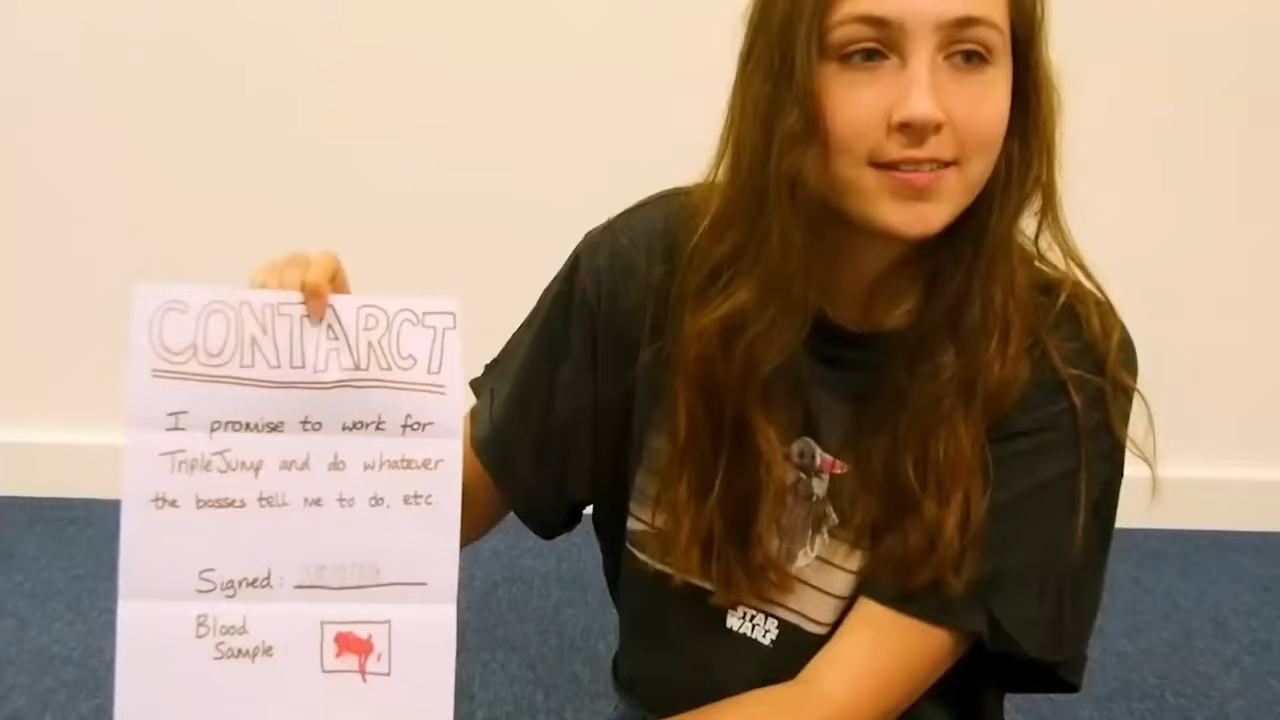 CONTARCT
I promise to work for
TripleJump and do whatever
the bosses tell me to do, etc
Signed:
Blood
Sample
STAR
WARS